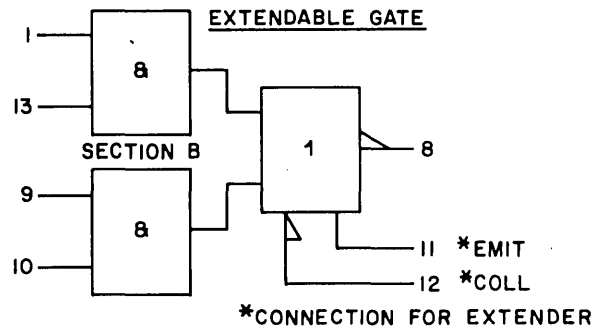 EXTENDABLE GATE
1
&
13
1
8
SECTION B
9
&
10
11 *EMIT
12 *COLL
*CONNECTION FOR EXTENDER